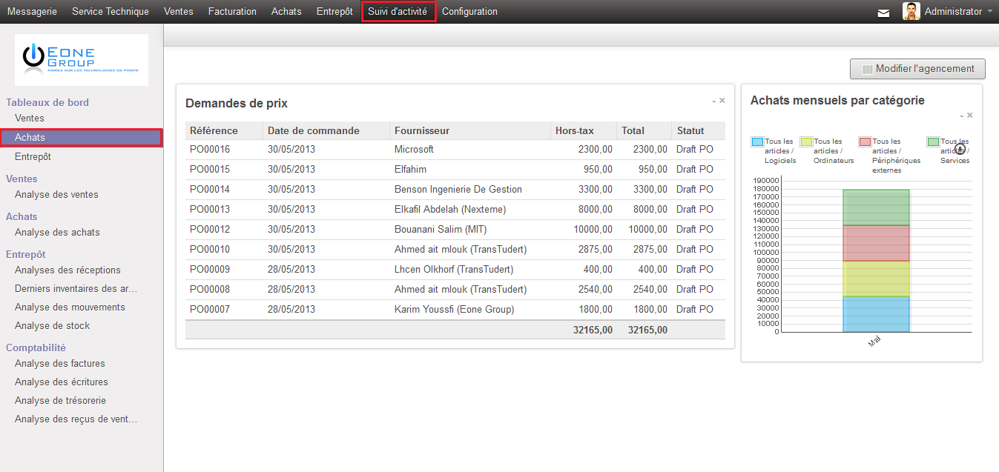 Messagerie Service Technique Ventes Facturation Achats Entrepôt Suivi d'activité Configuration Administrator
EONE GROUP
PARIEZ SUR LES TECHNOLOGIES DE POINTE
Tableaux de bord
Ventes
Achats
Entrepôt
Ventes
Analyse des ventes
Achats
Analyse des achats
Entrepôt
Analyses des réceptions
Derniers inventaires des ar...
Analyse des mouvements
Analyse de stock
Comptabilité
Analyse des factures
Analyse des écritures
Analyse de trésorerie
Analyse des reçus de vent...
Modifier l'agencement
Demandes de prix
Référence Date de commande Fournisseur Hors-tax Total Statut
PO00016 30/05/2013 Microsoft 2300,00 2300,00 Draft PO
PO00015 30/05/2013 Elfahim 950,00 950,00 Draft PO
PO00014 30/05/2013 Benson Ingenierie De Gestion 3300,00 3300,00 Draft PO
PO00013 30/05/2013 Elkafil Abdelah (Nexteme) 8000,00 8000,00 Draft PO
PO00012 30/05/2013 Bouanani Salim (MIT) 10000,00 10000,00 Draft PO
PO00010 30/05/2013 Ahmed ait mlouk (TransTudert) 2875,00 2875,00 Draft PO
PO00009 28/05/2013 Lhcen Olkhorf (TransTudert) 400,00 400,00 Draft PO
PO00008 28/05/2013 Ahmed ait mlouk (TransTudert) 2540,00 2540,00 Draft PO
PO00007 28/05/2013 Karim Youssfi (Eone Group) 1800,00 1800,00 Draft PO
32165,00 32165,00
Achats mensuels par catégorie
Tous les articles / Logiciels
Tous les articles / Ordinateurs
Tous les articles / Périphériques externes
Tous les articles / Services
190000
180000
170000
160000
150000
140000
130000
120000
110000
100000
90000
80000
70000
60000
50000
40000
30000
20000
10000
0
Mai